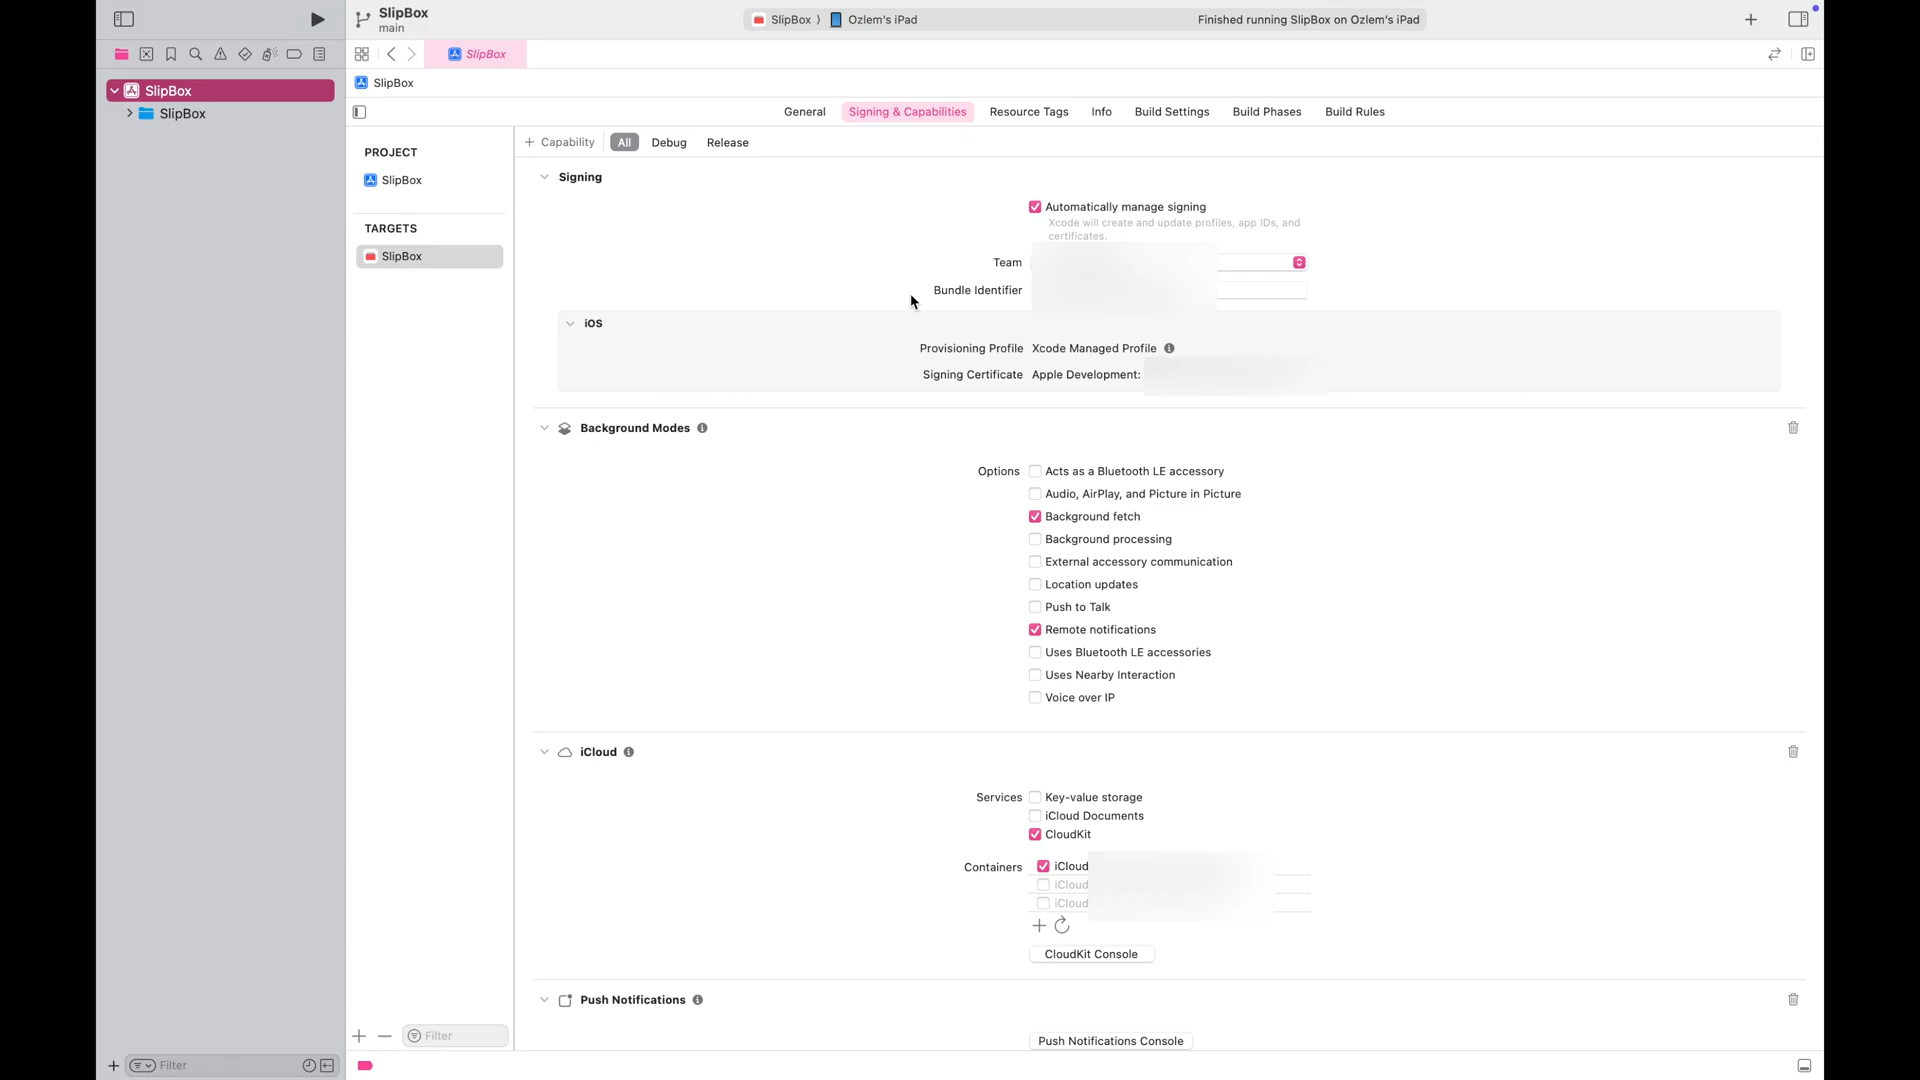 SlipBox
main
SlipBox ⟩ Ozlem's iPad
Finished running SlipBox on Ozlem's iPad
SlipBox
SlipBox
SlipBox
SlipBox
General Signing & Capabilities Resource Tags Info Build Settings Build Phases Build Rules
+ Capability All Debug Release
PROJECT
SlipBox
TARGETS
SlipBox
Signing
Automatically manage signing
Xcode will create and update profiles, app IDs, and
certificates.
Team
Bundle Identifier
iOS
Provisioning Profile Xcode Managed Profile
Signing Certificate Apple Development:
Background Modes
Options Acts as a Bluetooth LE accessory
Audio, AirPlay, and Picture in Picture
Background fetch
Background processing
External accessory communication
Location updates
Push to Talk
Remote notifications
Uses Bluetooth LE accessories
Uses Nearby Interaction
Voice over IP
iCloud
Services Key-value storage
iCloud Documents
CloudKit
Containers iCloud
iCloud
iCloud
CloudKit Console
Push Notifications
Push Notifications Console
Filter
Filter